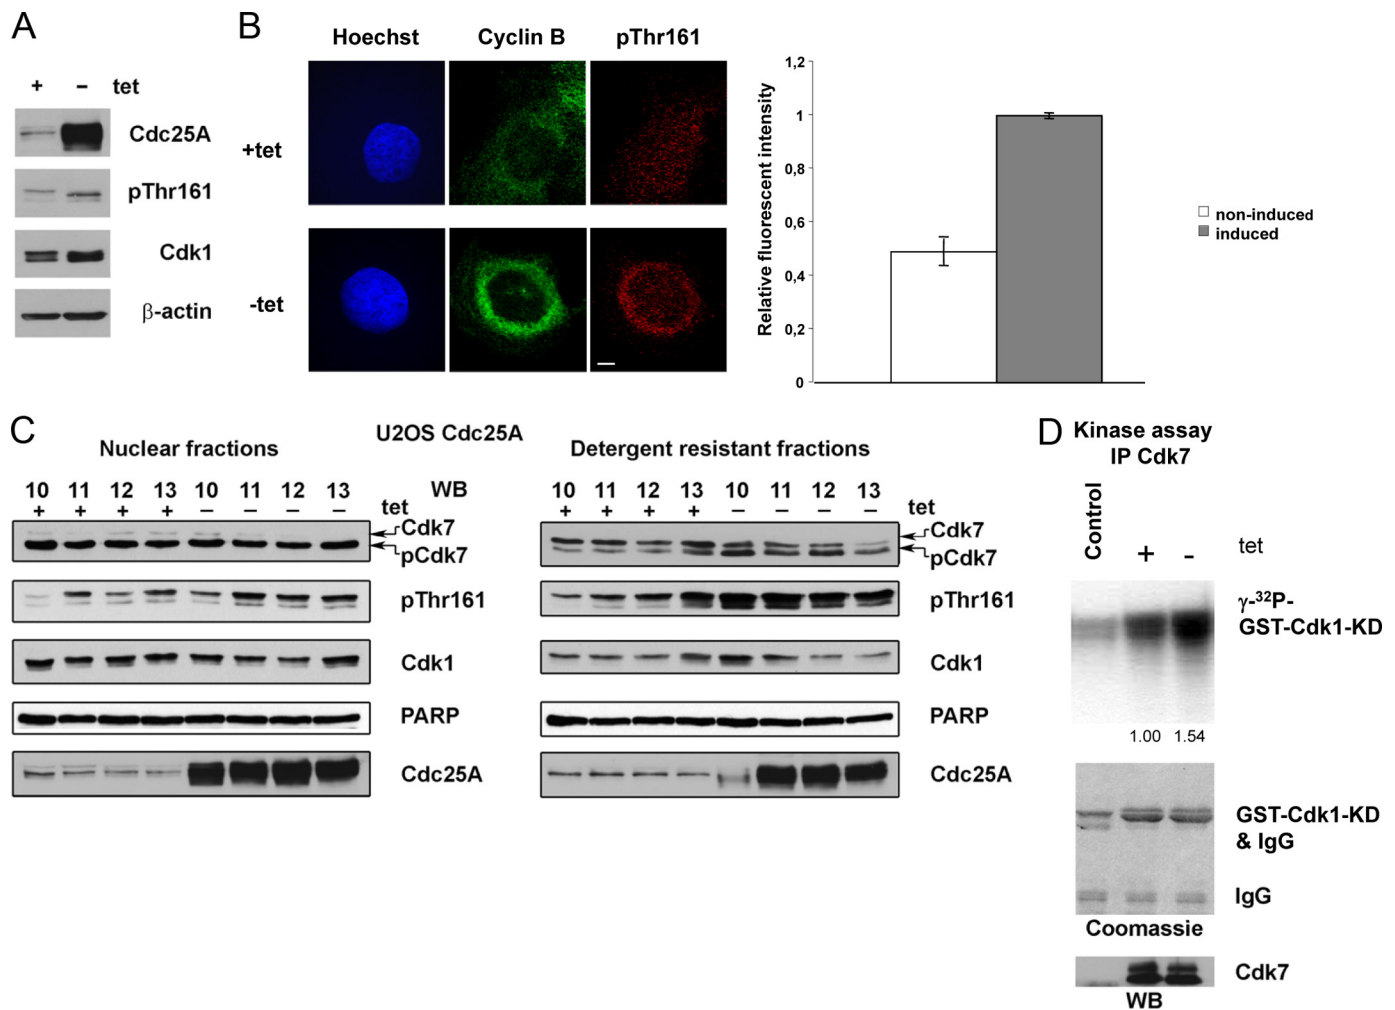 A
+ − tet
Cdc25A
pThr161
Cdk1
β-actin
B
Hoechst Cyclin B pThr161
+tet
-tet
Relative fluorescent intensity
1,2
1
0,8
0,6
0,4
0,2
0
non-induced
induced
C
U2OS Cdc25A
Nuclear fractions
10 11 12 13 10 11 12 13 WB
+ + + + − − − − tet
Cdk7
pCdk7
pThr161
Cdk1
PARP
Cdc25A
Detergent resistant fractions
10 11 12 13 10 11 12 13
tet + + + + − − − −
Cdk7
pCdk7
pThr161
Cdk1
PARP
Cdc25A
D
Kinase assay
IP Cdk7
Control + - tet
γ-³²P-
GST-Cdk1-KD
1.00 1.54
GST-Cdk1-KD
& IgG
IgG
Coomassie
Cdk7
WB